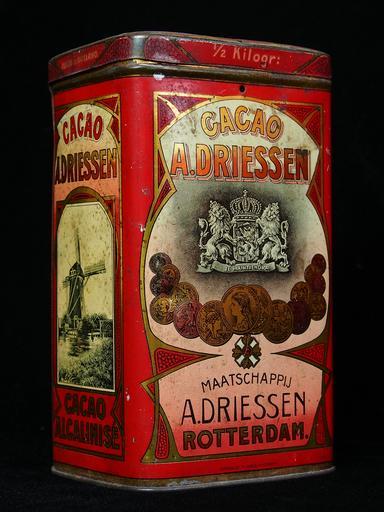 ½ Kilogr:
CACAO
A.DRIESSEN
CACAO
ALCALINISÉ
CACAO
A.DRIESSEN
MAATSCHAPPIJ
A.DRIESSEN
ROTTERDAM.